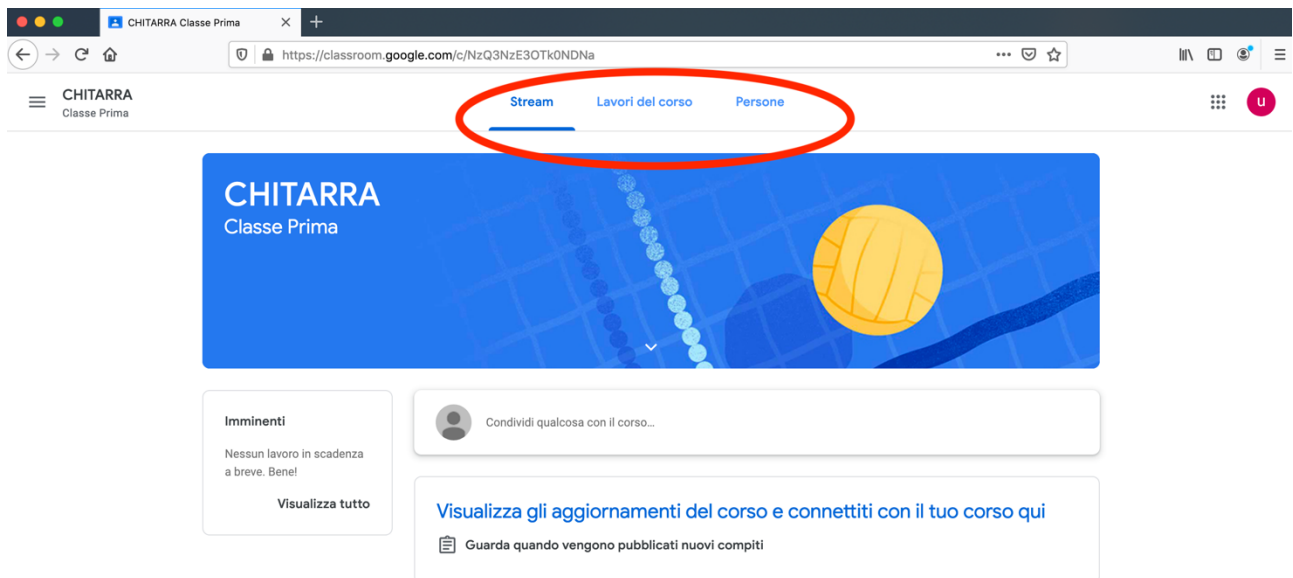 CHITARRA Classe Prima
https://classroom.google.com/c/NzQ3NzE3OTk0NDNa
CHITARRA
Classe Prima
Stream Lavori del corso Persone
u
CHITARRA
Classe Prima
Imminenti
Nessun lavoro in scadenza
a breve. Bene!
Visualizza tutto
Condividi qualcosa con il corso...
Visualizza gli aggiornamenti del corso e connettiti con il tuo corso qui
Guarda quando vengono pubblicati nuovi compiti